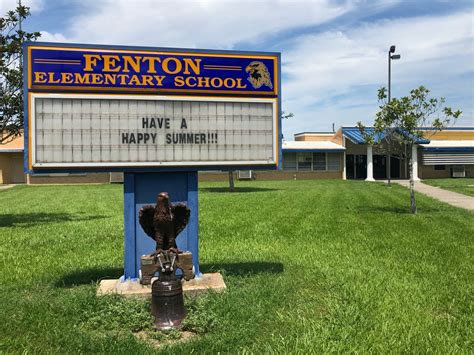 FENTON
ELEMENTARY SCHOOL
HAVE A
HAPPY SUMMER!!!